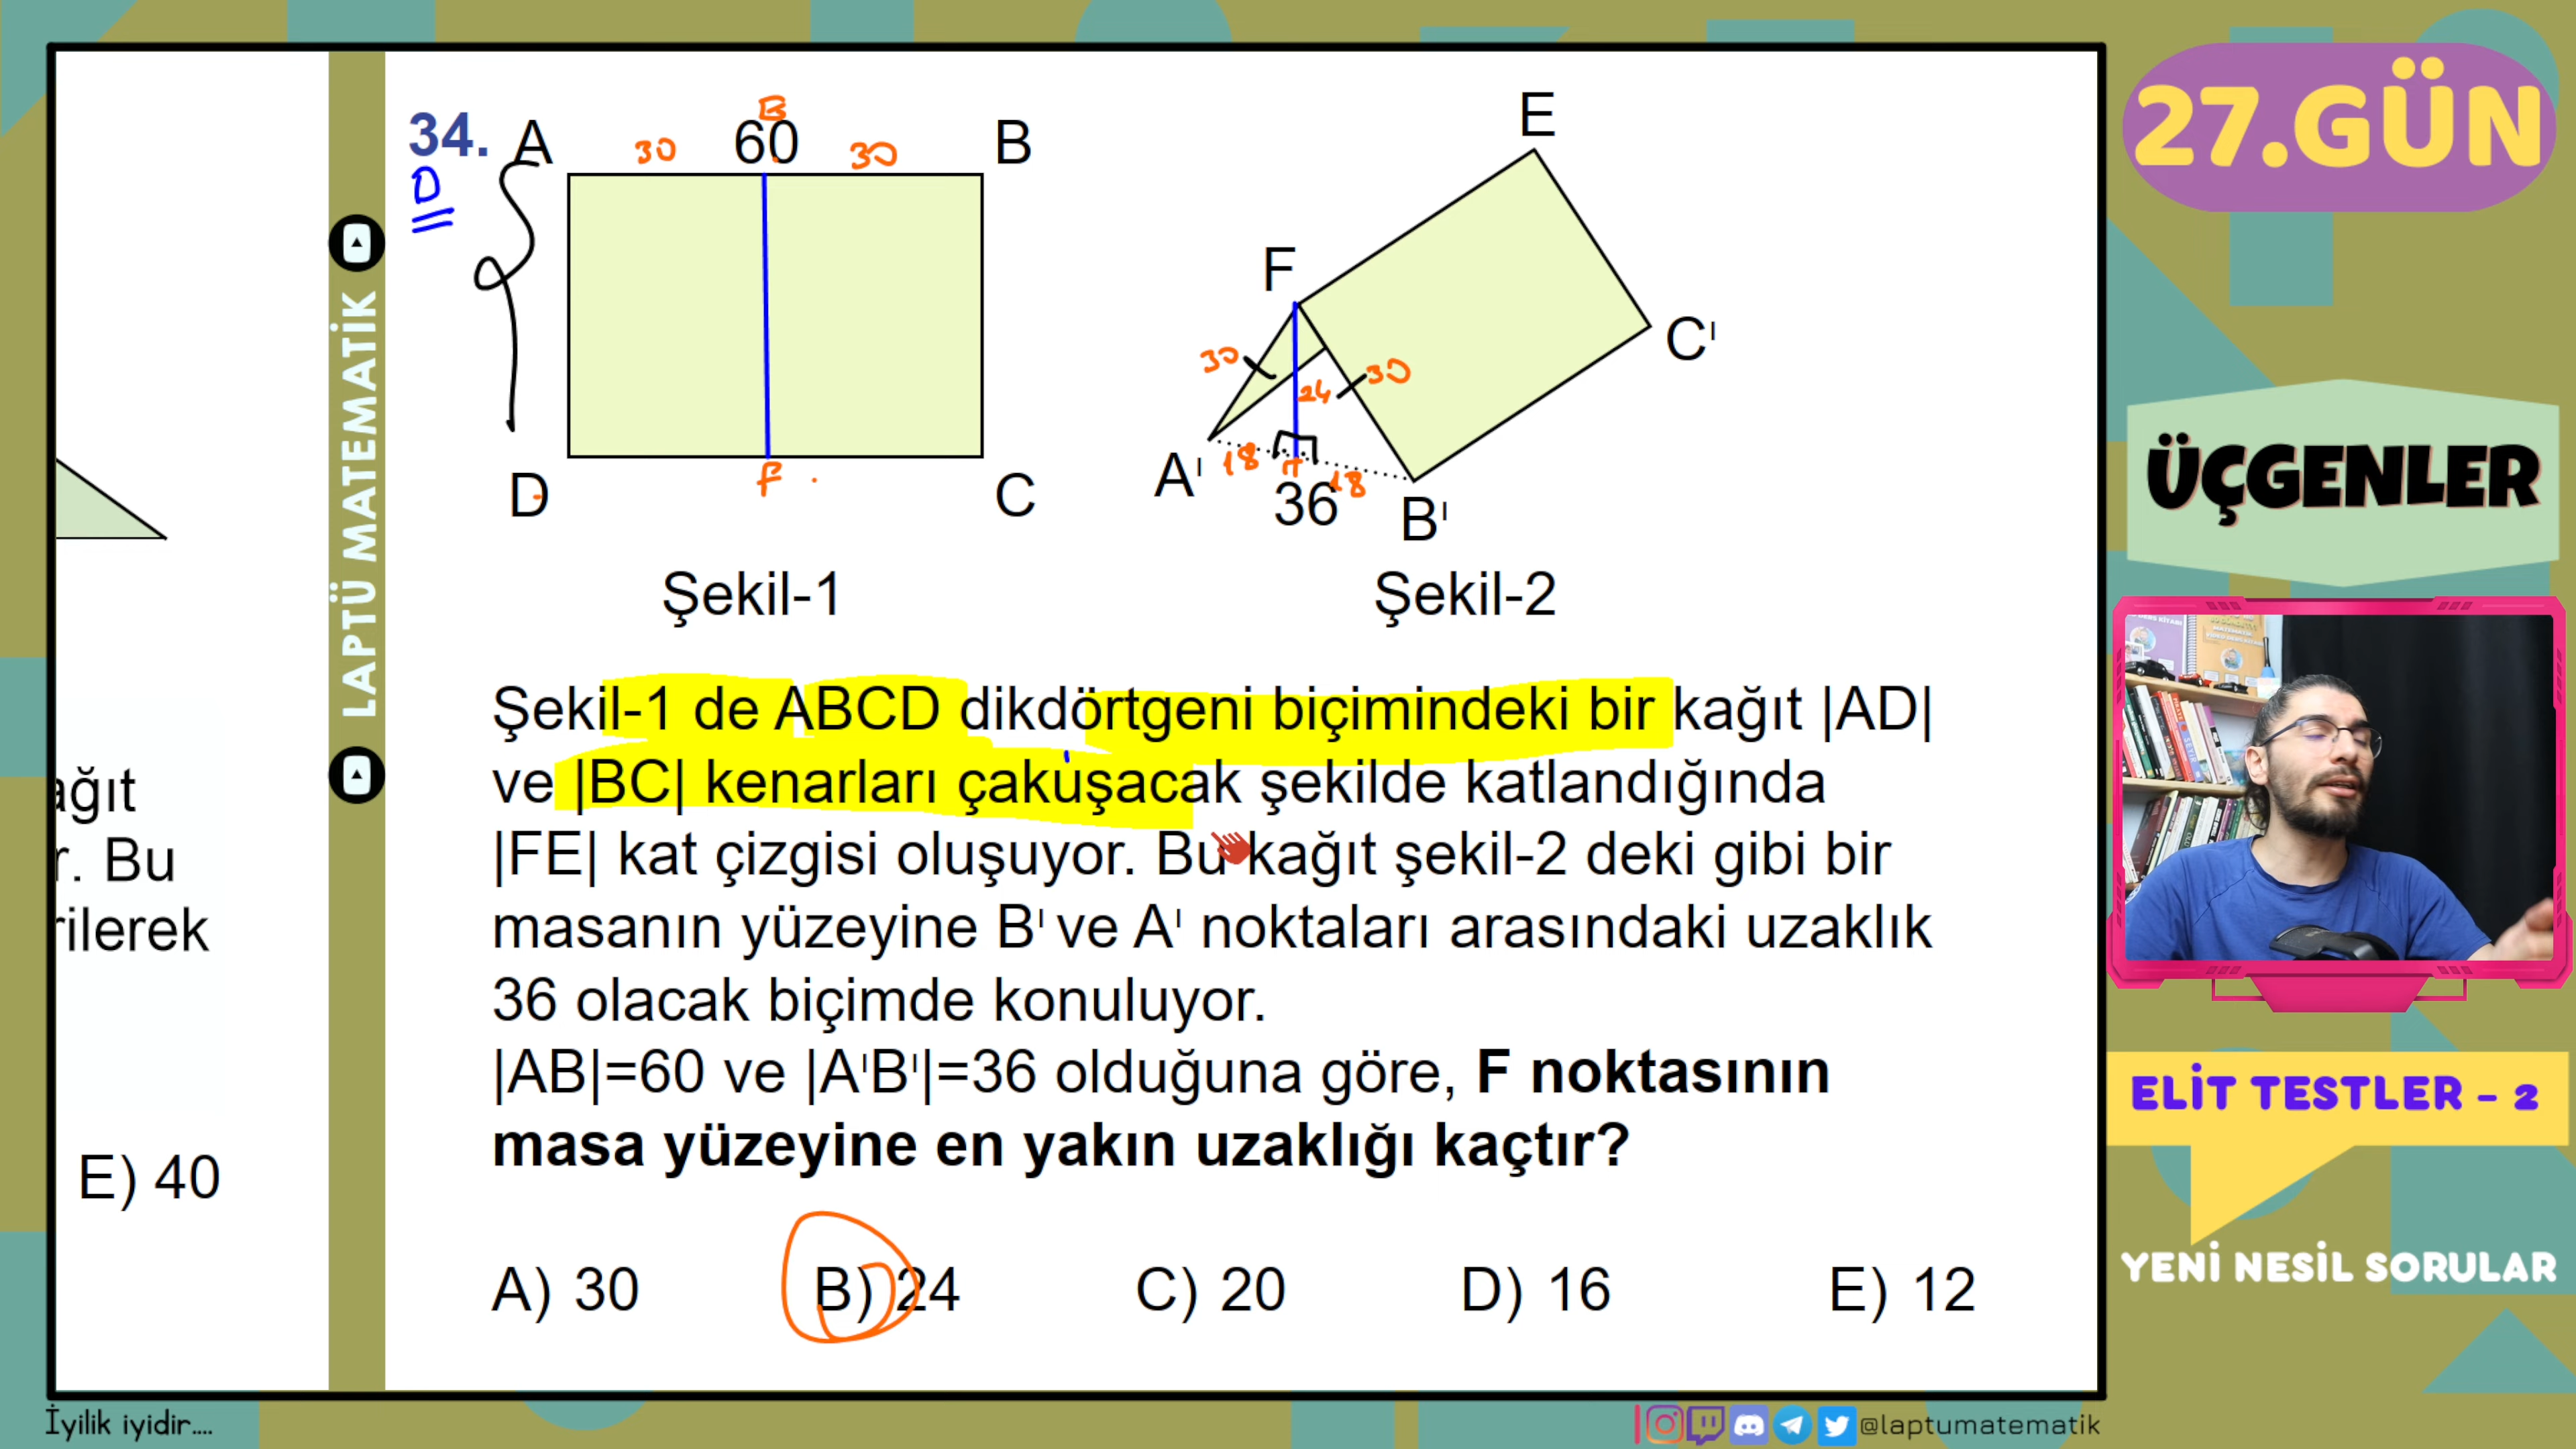 27.GÜN
ÜÇGENLER
ELİT TESTLER - 2
YENİ NESİL SORULAR
LAPTÜ MATEMATİK
ağıt
r. Bu
rilerek
E) 40
34.
D
A
30
B
60
30
B
D
F
C
Şekil-1
E
F
C'
30
24
30
A'
18
H
18
36
B'
Şekil-2
Şekil-1 de ABCD dikdörtgeni biçimindeki bir kağıt |AD|
ve |BC| kenarları çakuşacak şekilde katlandığında
|FE| kat çizgisi oluşuyor. Bu kağıt şekil-2 deki gibi bir
masanın yüzeyine B' ve A' noktaları arasındaki uzaklık
36 olacak biçimde konuluyor.
|AB|=60 ve |A'B'|=36 olduğuna göre, F noktasının
masa yüzeyine en yakın uzaklığı kaçtır?
A) 30 B) 24 C) 20 D) 16 E) 12
İyilik iyidir....
@laptumatematik